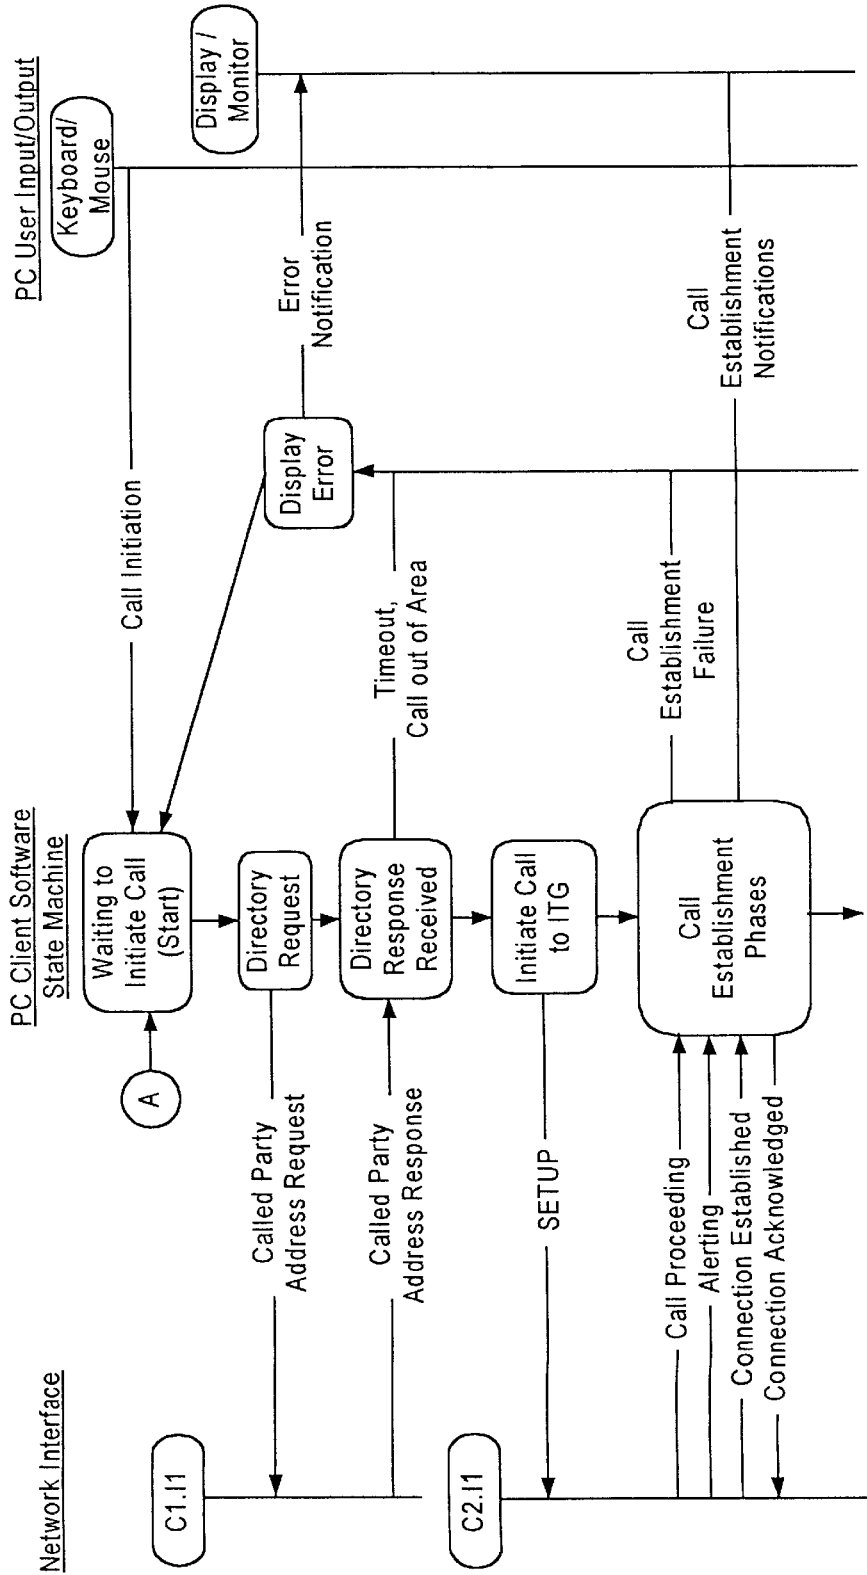 Network Interface
PC Client Software
State Machine
PC User Input/Output
Keyboard/
Mouse
Display /
Monitor
A
Waiting to
Initiate Call
(Start)
Call Initiation
C1.I1
Called Party
Address Request
Directory
Request
Display
Error
Error
Notification
Called Party
Address Response
Directory
Response
Received
Timeout,
Call out of Area
C2.I1
SETUP
Initiate Call
to ITG
Call Proceeding
Alerting
Connection Established
Connection Acknowledged
Call
Establishment
Phases
Call
Establishment
Failure
Call
Establishment
Notifications